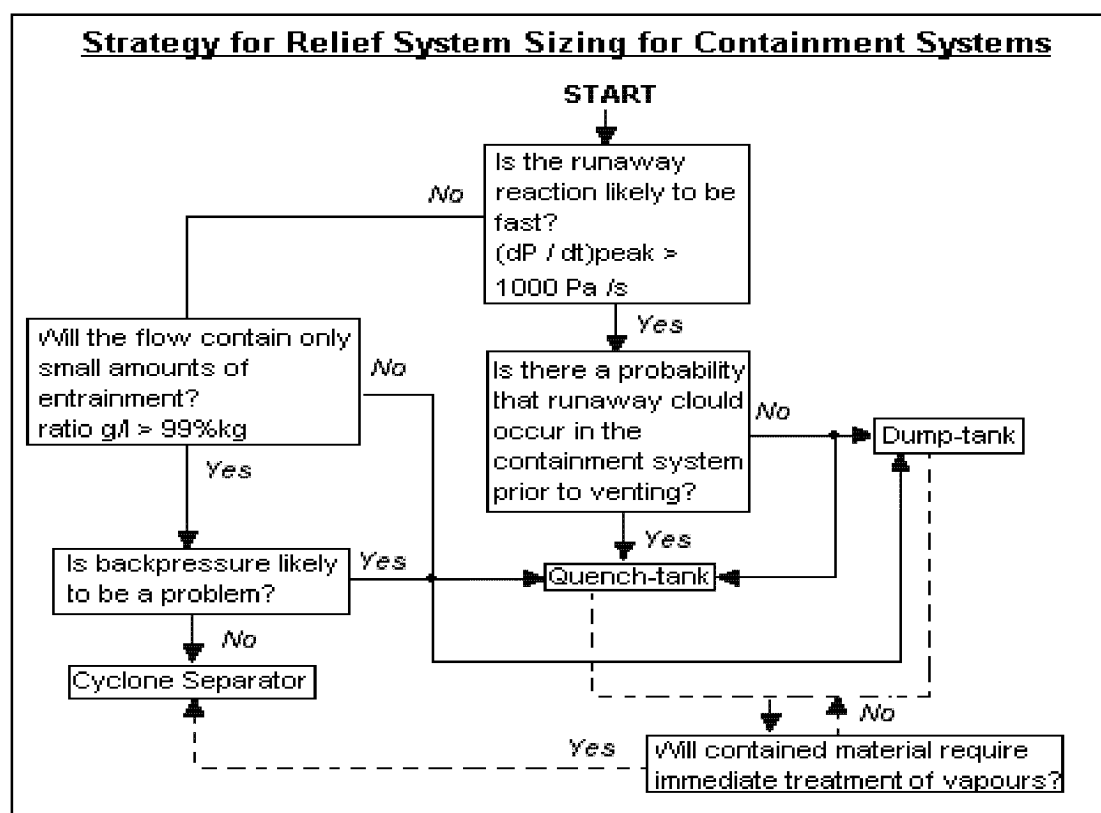 Strategy for Relief System Sizing for Containment Systems
START
Is the runaway
reaction likely to be
fast?
(dP / dt)peak >
1000 Pa /s
No
Yes
Will the flow contain only
small amounts of
entrainment?
ratio g/l > 99%kg
No
Yes
Is there a probability
that runaway clould
occur in the
containment system
prior to venting?
No
Yes
Dump-tank
Is backpressure likely
to be a problem?
Yes
No
Quench-tank
Cyclone Separator
Will contained material require
immediate treatment of vapours?
Yes
No